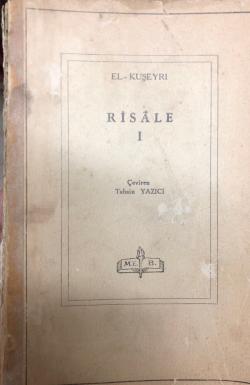 EL-KUŞEYRI
RİSÂLE
I
Çeviren
Tahsin YAZICI
M. E. B.